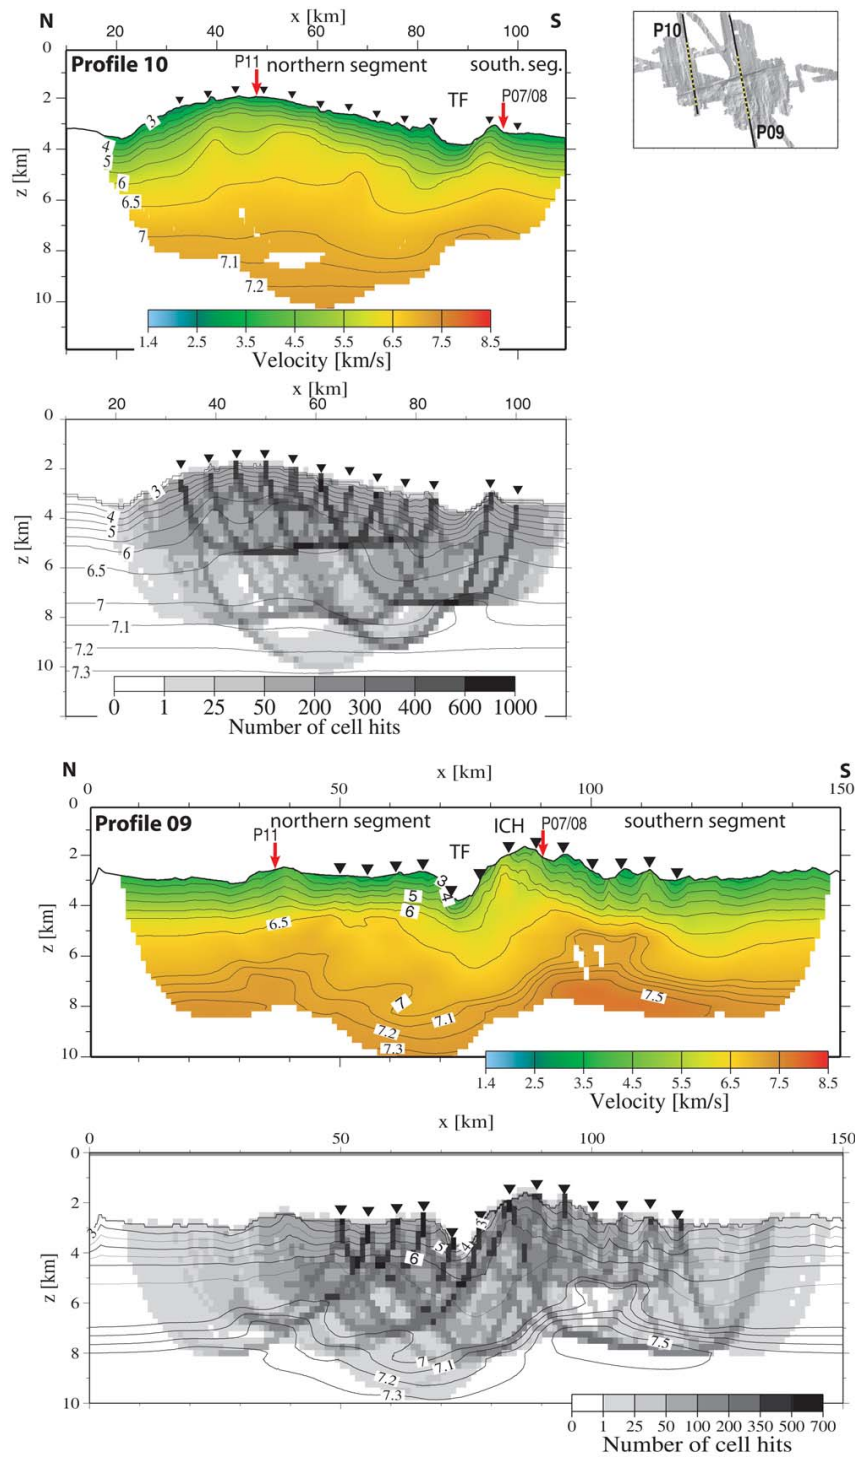 x [km]
N S
20 40 60 80 100
0
Profile 10 P11 northern segment south. seg.
2 TF P07/08
3
4 4
5
z [km]
6 6
6.5
7
8
7.1
7.2
10
1.4 2.5 3.5 4.5 5.5 6.5 7.5 8.5
Velocity [km/s]
P10
P09
x [km]
20 40 60 80 100
0
2
3
4 4
5
z [km]
6 6
6.5
7
8
7.1
7.2
10
7.3
0 1 25 50 200 300 400 600 1000
Number of cell hits
N x [km] S
0 50 100 150
0
Profile 09 northern segment ICH P07/08 southern segment
P11
TF
2
3
4 4
5
6
6.5
z [km]
6
7
7.5
8
7.1
7.2
7.3
10
1.4 2.5 3.5 4.5 5.5 6.5 7.5 8.5
Velocity [km/s]
x [km]
0 50 100 150
0
2
3 3
4 4
5
6
z [km]
6
7.5
8
7 7.1
7.2
7.3
10
0 1 25 50 100 200 350 500 700
Number of cell hits